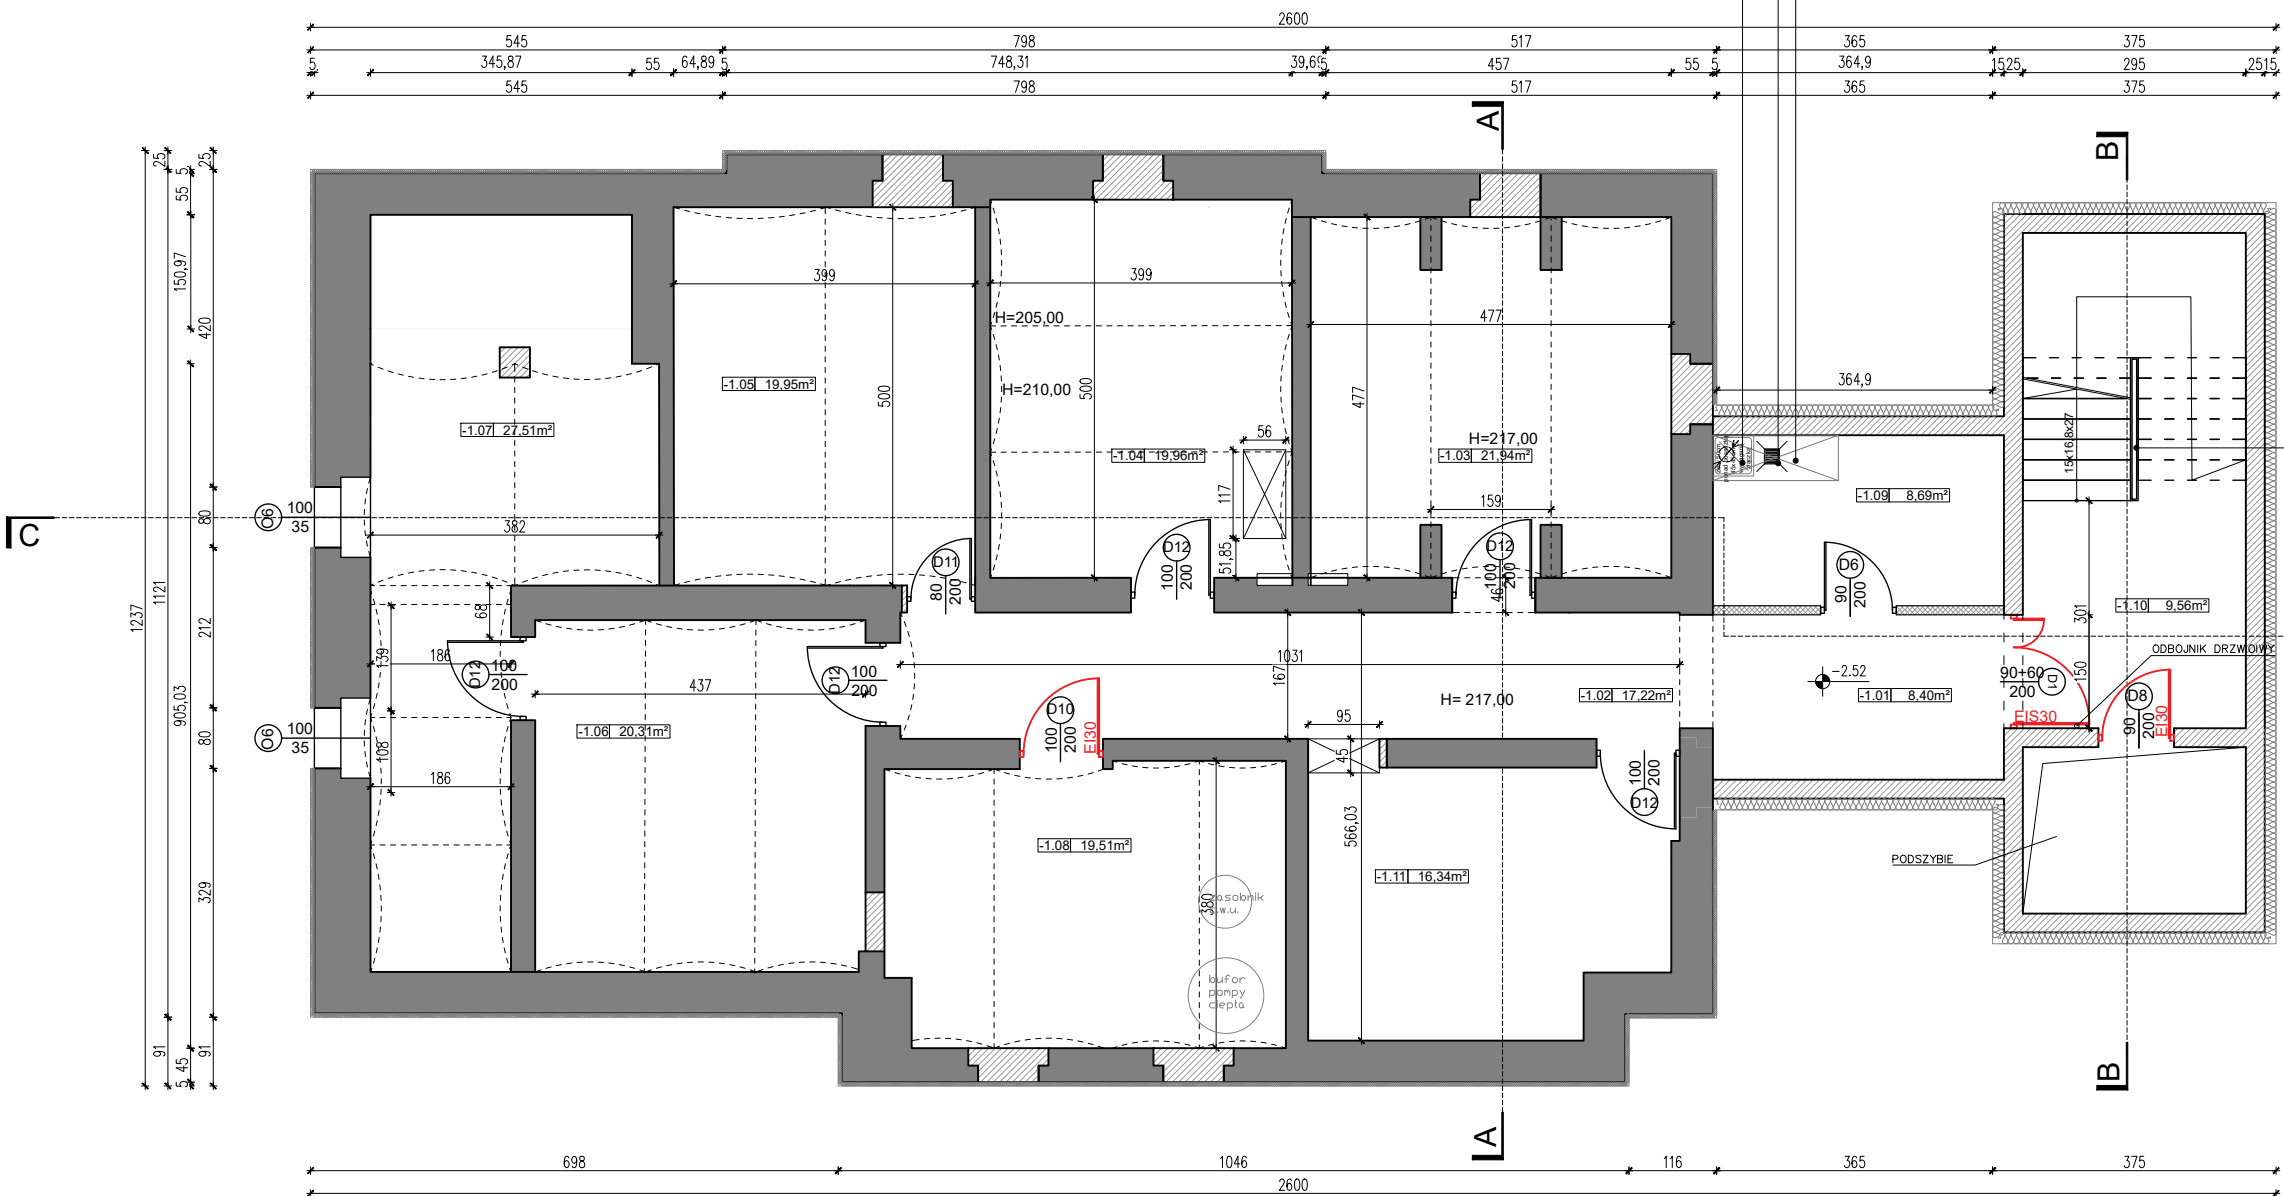 2600
545 798 517 365 375
5 345,87 55 64,89 5 748,31 39,69 5 457 55 5 364,9 15 25 295 25 15
545 798 517 365 375
A
B
25 25
5
55
150,97
420
1121
1237
905,03
80
212
80
329
91 91
5 45
399
399
477
364,9
H=205,00
H=210,00
500
500
477
-1.05 19,95m²
-1.07 27,51m²
-1.04 19,96m²
H=217,00
-1.03 21,94m²
56
117
51,85
159
15x16,8x27
-1.09 8,69m²
C
O6 100
35
382
D11
80
200
D12
100
200
D12
100
200
46
D6
90
200
-1.10 9,56m²
301
150
ODBOJNIK DRZWIOWY
68
139
186
D12 100
200
437
D12 100
200
1031
167
-2.52
90+60
200
D1
EIS30
D8
90
200
EI30
H= 217,00
-1.02 17,22m²
-1.01 8,40m²
O6 100
35
108
186
-1.06 20,31m²
D10
100
200
EI30
95
45
100
200
D12
566,03
-1.08 19,51m²
-1.11 16,34m²
PODSZYBIE
380
zasobnik
c.w.u.
bufor
pompy
ciepła
A
B
698 1046 116 365 375
2600